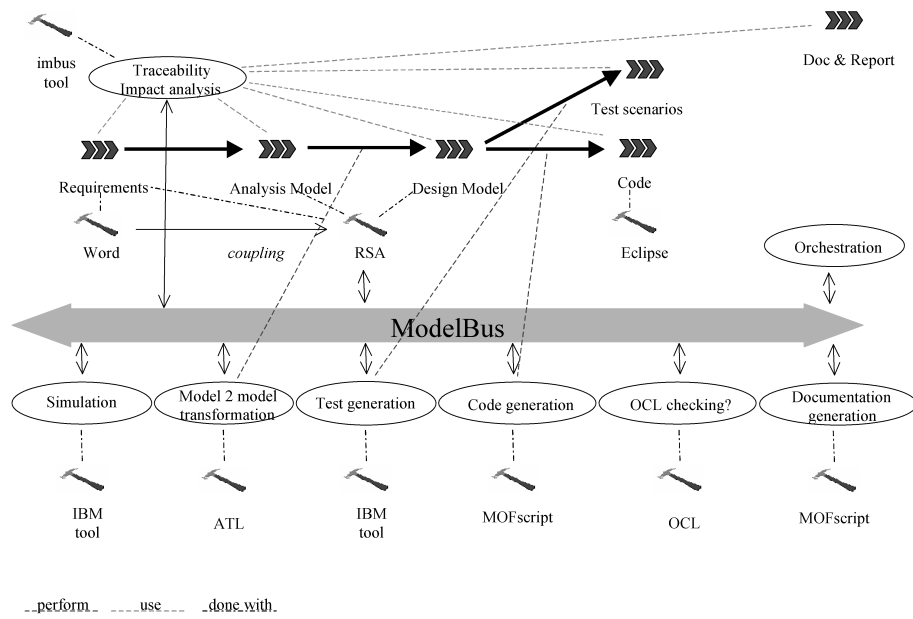 imbus
tool
Traceability
Impact analysis
Doc & Report
Test scenarios
Requirements
Analysis Model
Design Model
Code
Word
coupling
RSA
Eclipse
Orchestration
ModelBus
Simulation
Model 2 model
transformation
Test generation
Code generation
OCL checking?
Documentation
generation
IBM
tool
ATL
IBM
tool
MOFscript
OCL
MOFscript
perform
use
done with